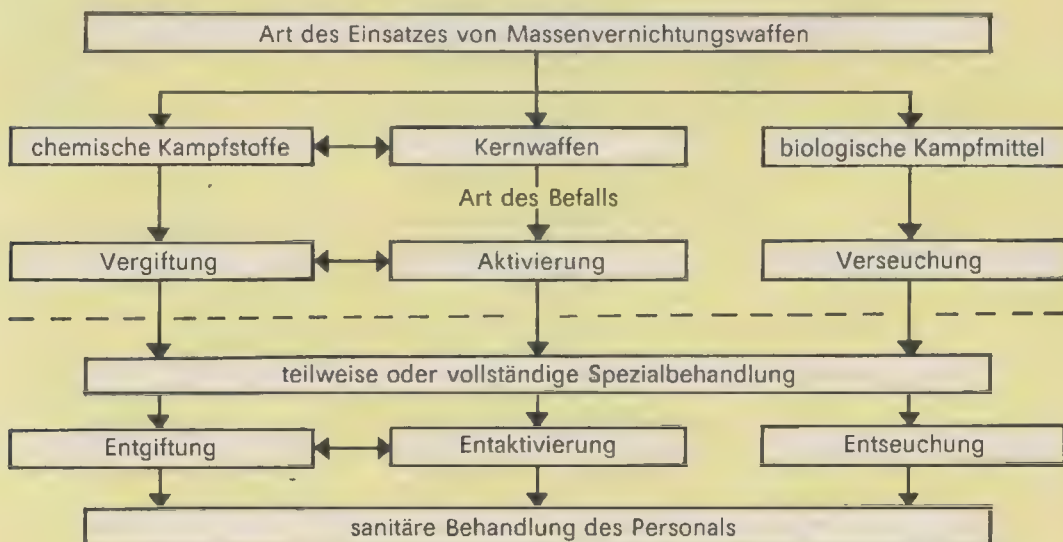 Art des Einsatzes von Massenvernichtungswaffen
chemische Kampfstoffe
Kernwaffen
biologische Kampfmittel
Art des Befalls
Vergiftung
Aktivierung
Verseuchung
teilweise oder vollständige Spezialbehandlung
Entgiftung
Entaktivierung
Entseuchung
sanitäre Behandlung des Personals